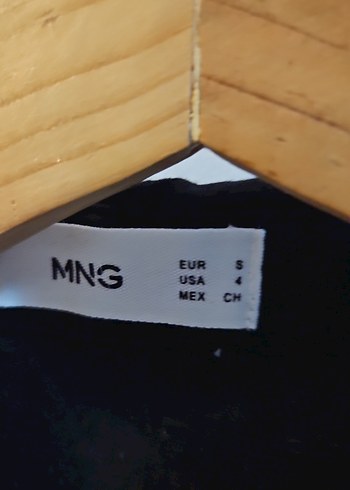 MNG
EUR S
USA 4
MEX CH